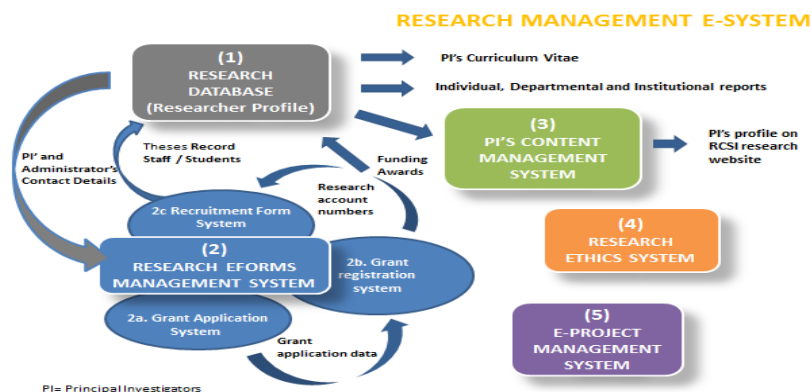 RESEARCH MANAGEMENT E-SYSTEM
(1)
RESEARCH
DATABASE
(Researcher Profile)
PI's Curriculum Vitae
Individual, Departmental and Institutional reports
(3)
PI'S CONTENT
MANAGEMENT
SYSTEM
PI's profile on
RCSI research
website
PI' and
Administrator's
Contact Details
Theses Record
Staff / Students
Funding
Awards
Research
account
numbers
2c Recruitment Form
System
(2)
RESEARCH EFORMS
MANAGEMENT SYSTEM
2b. Grant
registration
system
2a. Grant Application
System
Grant
application data
(4)
RESEARCH
ETHICS SYSTEM
(5)
E-PROJECT
MANAGEMENT
SYSTEM
PI= Principal Investigators